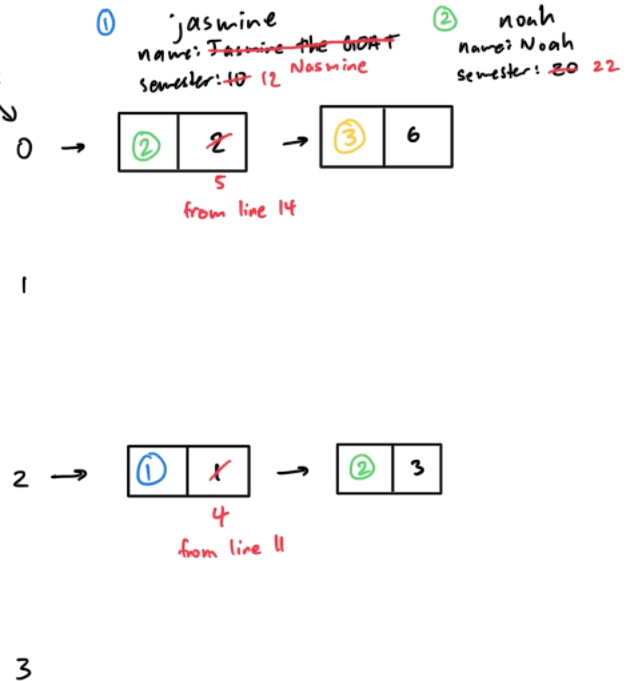 ① jasmine
name: Jasmine the GOAT Nasmine
semester: 10 12
② noah
name: Noah
semester: 20 22
0 → ② 2 → ③ 6
5
from line 14
1
2 → ① 1 → ② 3
4
from line 11
3